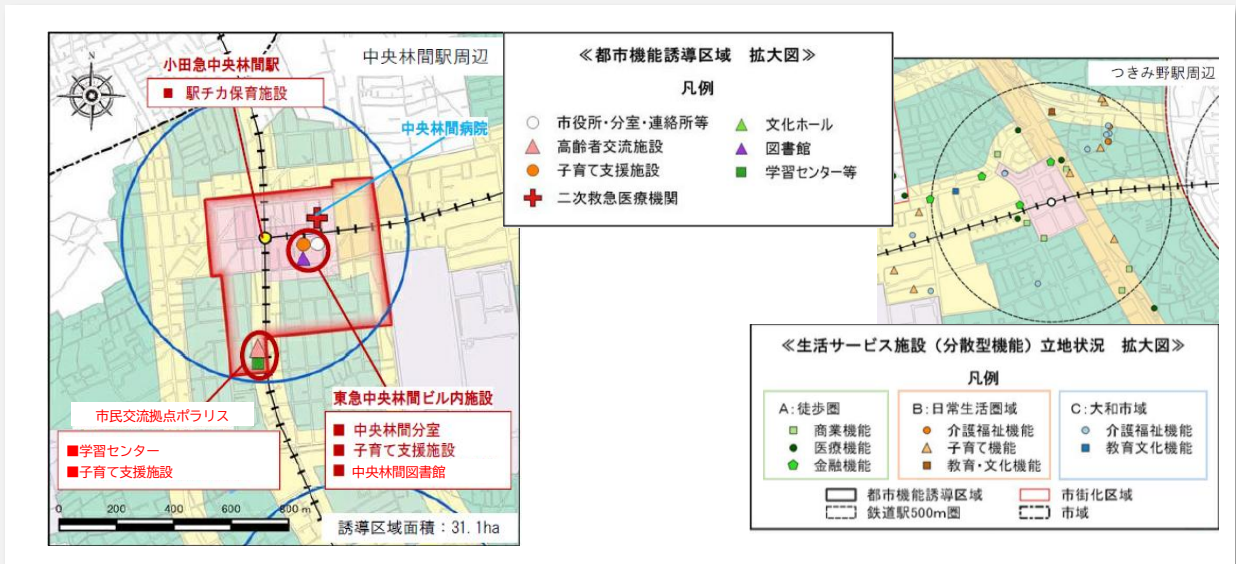 中央林間駅周辺
N
小田急中央林間駅
■ 駅チカ保育施設
中央林間病院
市民交流拠点ポラリス
■学習センター
■子育て支援施設
東急中央林間ビル内施設
■ 中央林間分室
■ 子育て支援施設
■ 中央林間図書館
0 200 400 600 800 m
誘導区域面積：31.1ha
≪都市機能誘導区域 拡大図≫
凡例
市役所・分室・連絡所等
高齢者交流施設
子育て支援施設
二次救急医療機関
文化ホール
図書館
学習センター等
つきみ野駅周辺
≪生活サービス施設（分散型機能）立地状況 拡大図≫
凡例
A：徒歩圏
商業機能
医療機能
金融機能
B：日常生活圏域
介護福祉機能
子育て機能
教育・文化機能
C：大和市域
介護福祉機能
教育文化機能
都市機能誘導区域
市街化区域
鉄道駅500m圏
市域